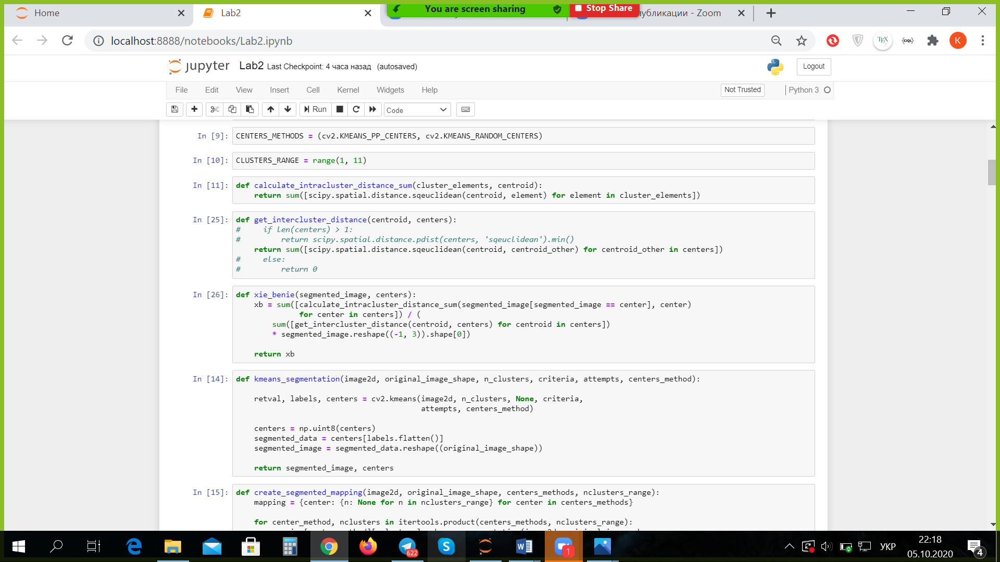 Home
Lab2
You are screen sharing
Stop Share
публикации - Zoom
localhost:8888/notebooks/Lab2.ipynb
TEX
{CIQL}
K
jupyter Lab2 Last Checkpoint: 4 часа назад (autosaved)
Logout
File Edit View Insert Cell Kernel Widgets Help
Not Trusted
Python 3
Run
Code
In [9]: CENTERS_METHODS = (cv2.KMEANS_PP_CENTERS, cv2.KMEANS_RANDOM_CENTERS)
In [10]: CLUSTERS_RANGE = range(1, 11)
In [11]: def calculate_intracluster_distance_sum(cluster_elements, centroid):
    return sum([scipy.spatial.distance.sqeuclidean(centroid, element) for element in cluster_elements])
In [25]: def get_intercluster_distance(centroid, centers):
#     if len(centers) > 1:
#         return scipy.spatial.distance.pdist(centers, 'sqeuclidean').min()
    return sum([scipy.spatial.distance.sqeuclidean(centroid, centroid_other) for centroid_other in centers])
#     else:
#         return 0
In [26]: def xie_benie(segmented_image, centers):
    xb = sum([calculate_intracluster_distance_sum(segmented_image[segmented_image == center], center)
              for center in centers]) / (
        sum([get_intercluster_distance(centroid, centers) for centroid in centers])
        * segmented_image.reshape((-1, 3)).shape[0])
    return xb
In [14]: def kmeans_segmentation(image2d, original_image_shape, n_clusters, criteria, attempts, centers_method):
    retval, labels, centers = cv2.kmeans(image2d, n_clusters, None, criteria,
                                         attempts, centers_method)
    centers = np.uint8(centers)
    segmented_data = centers[labels.flatten()]
    segmented_image = segmented_data.reshape((original_image_shape))
    return segmented_image, centers
In [15]: def create_segmented_mapping(image2d, original_image_shape, centers_methods, nclusters_range):
    mapping = {center: {n: None for n in nclusters_range} for center in centers_methods}
    for center_method, nclusters in itertools.product(centers_methods, nclusters_range):
622
1
УКР
22:18
05.10.2020
4